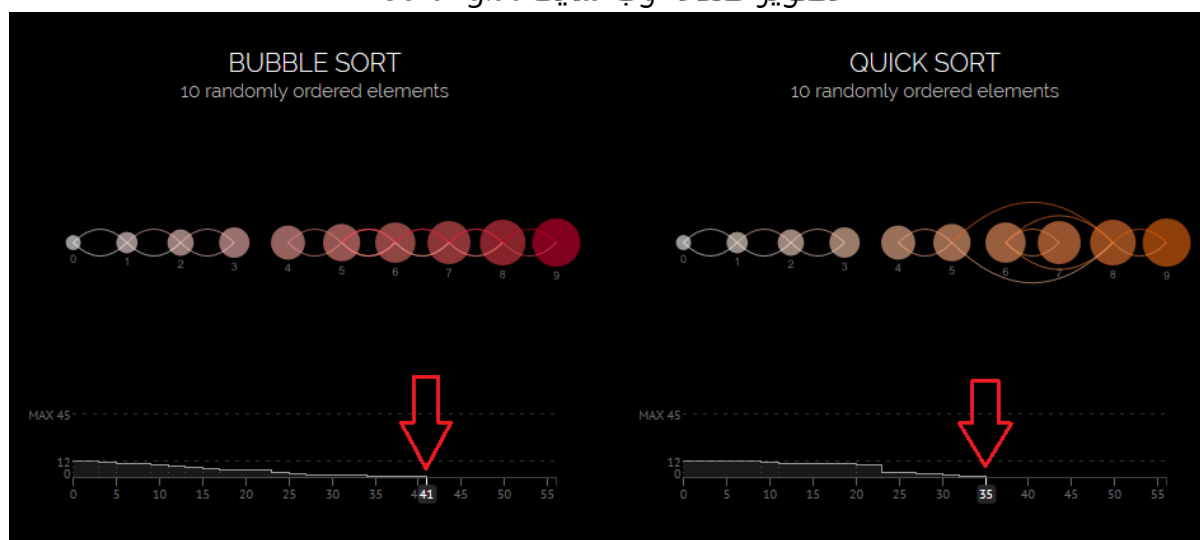 BUBBLE SORT
10 randomly ordered elements
0 1 2 3 4 5 6 7 8 9
MAX 45
12
0
0 5 10 15 20 25 30 35 41 45 50 55
QUICK SORT
10 randomly ordered elements
0 1 2 3 4 5 6 7 8 9
MAX 45
12
0
0 5 10 15 20 25 30 35 40 45 50 55